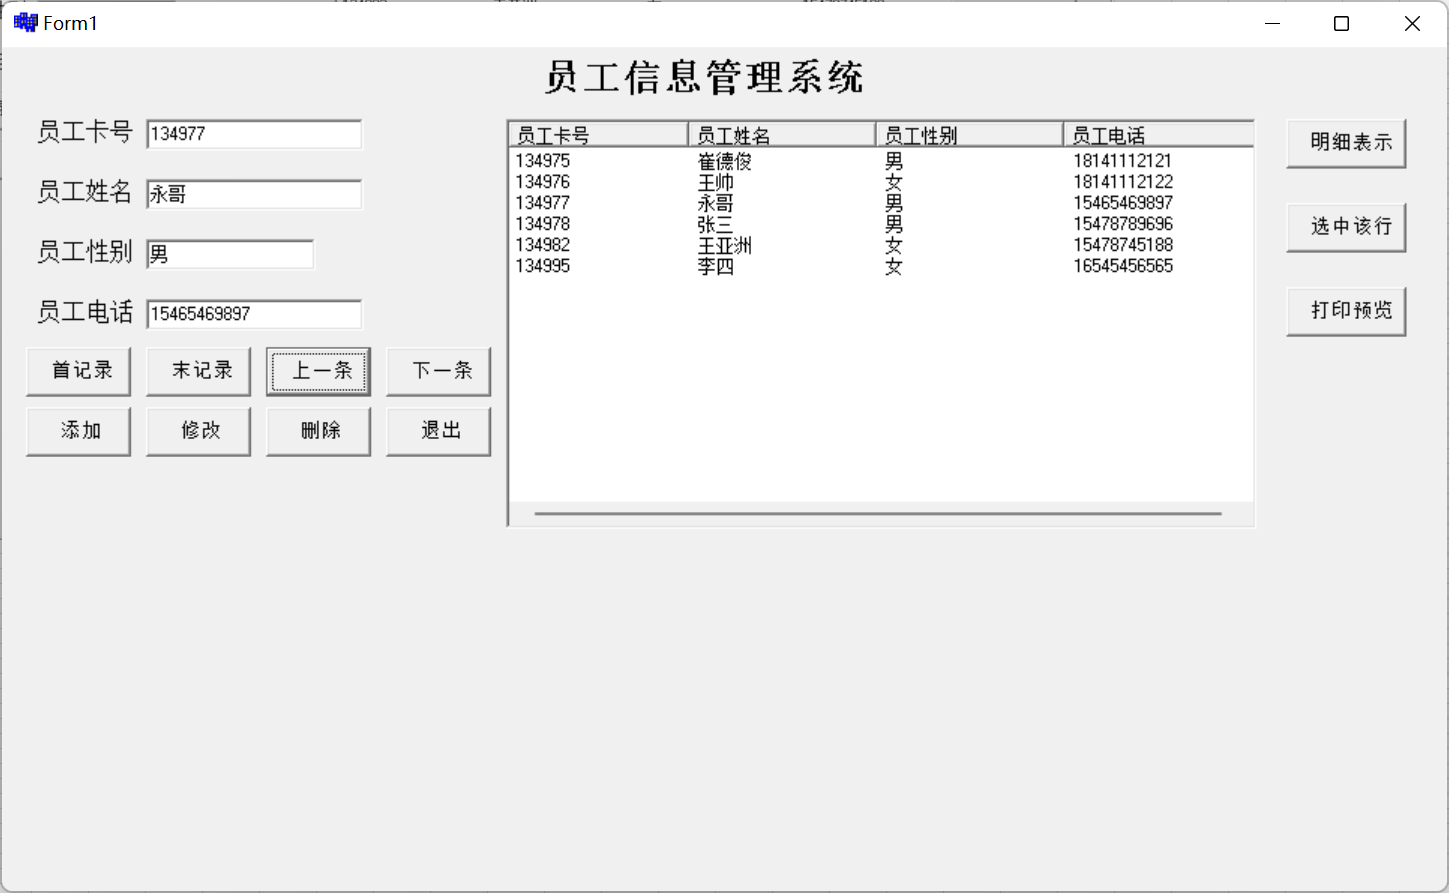 Form1
员工信息管理系统
员工卡号 134977
员工姓名 永哥
员工性别 男
员工电话 15465469897
首记录 末记录 上一条 下一条
添加 修改 删除 退出
员工卡号 员工姓名 员工性别 员工电话
134975 崔德俊 男 18141112121
134976 王帅 女 18141112122
134977 永哥 男 15465469897
134978 张三 男 15478789696
134982 王亚洲 女 15478745188
134995 李四 女 16545456565
明细表示
选中该行
打印预览